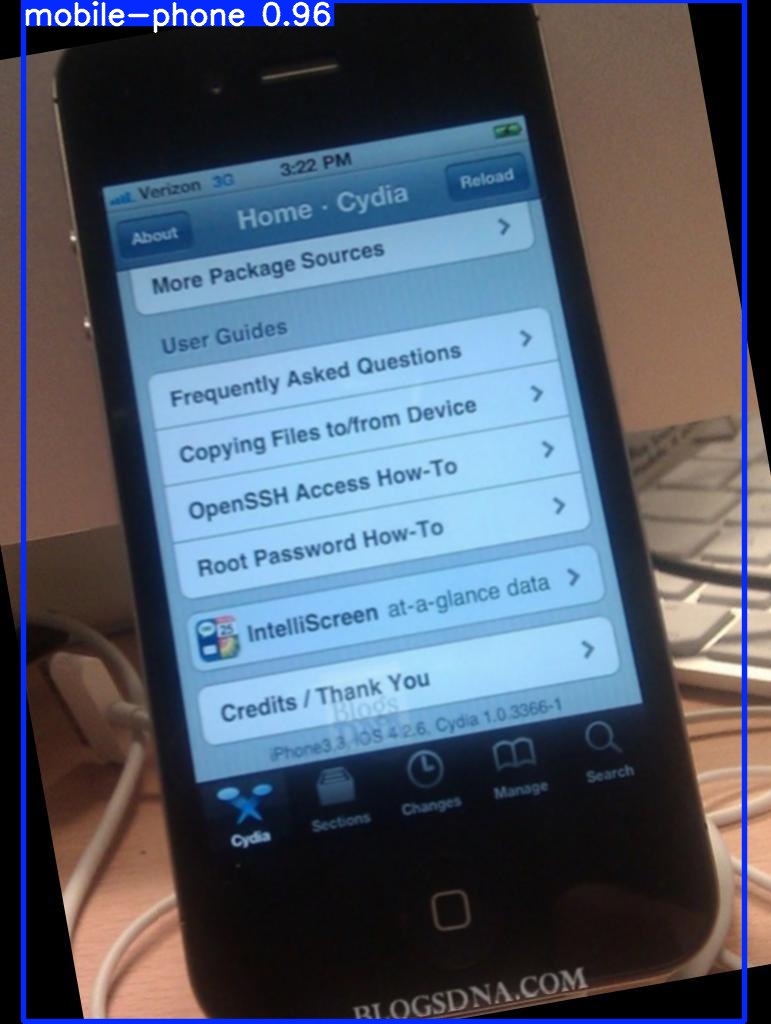 mobile-phone 0.96
Verizon 3G 3:22 PM
About Home · Cydia Reload
More Package Sources
User Guides
Frequently Asked Questions
Copying Files to/from Device
OpenSSH Access How-To
Root Password How-To
25 IntelliScreen at-a-glance data
Credits / Thank You
Blogs
DNA
iPhone3,3, iOS 4.2.6, Cydia 1.0.3366-1
Cydia Sections Changes Manage Search
BLOGSDNA.COM